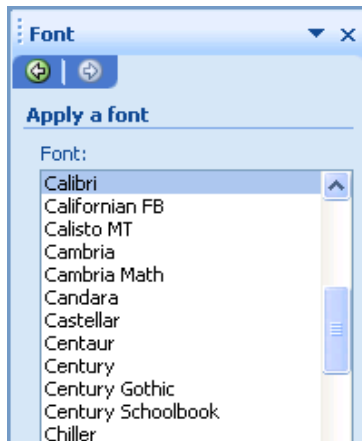 Font
Apply a font
Font:
Calibri
Californian FB
Calisto MT
Cambria
Cambria Math
Candara
Castellar
Centaur
Century
Century Gothic
Century Schoolbook
Chiller